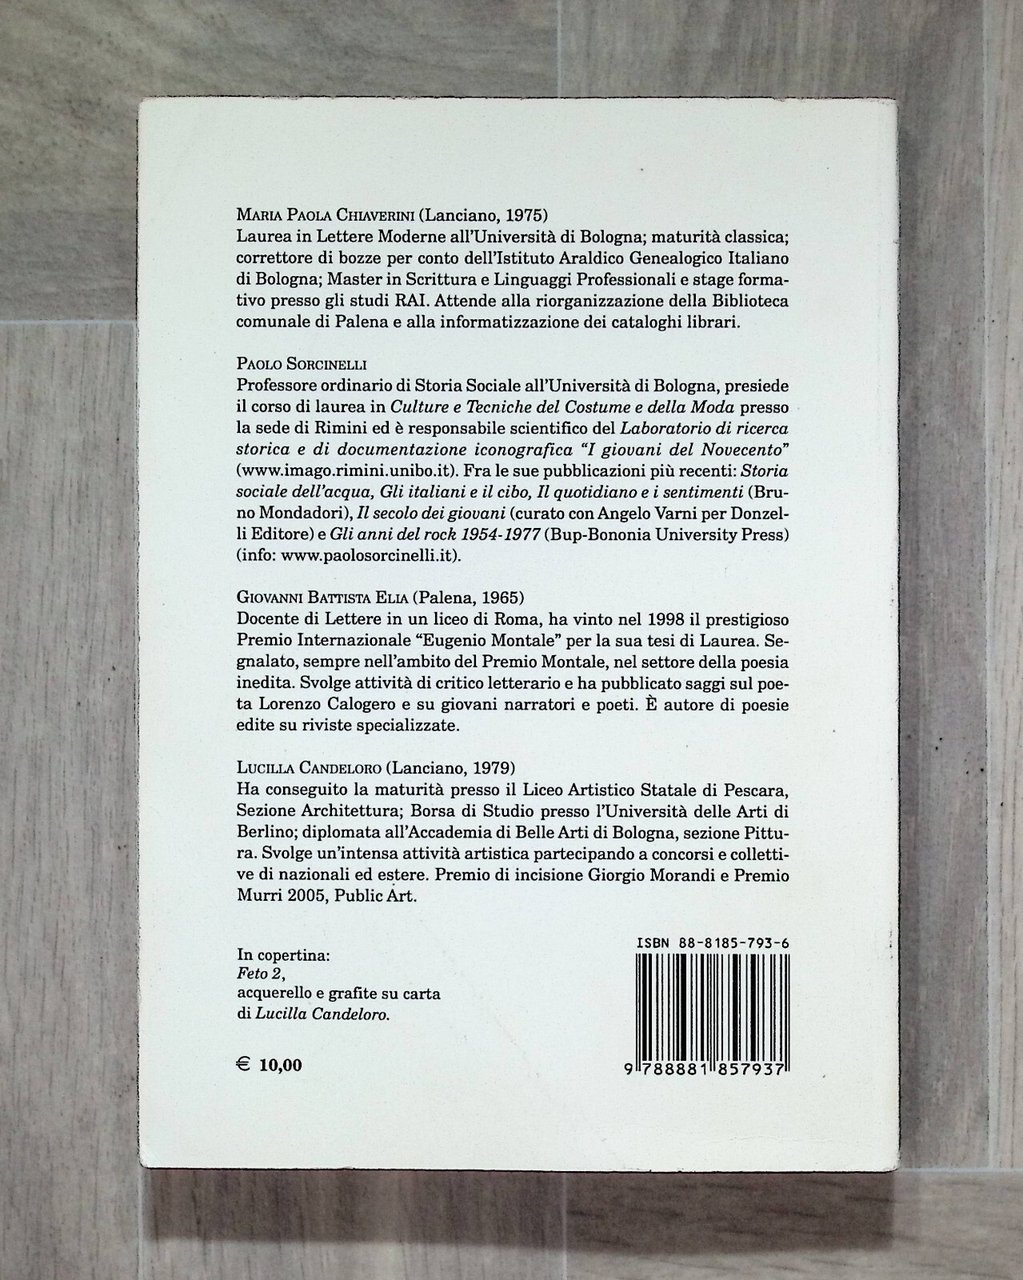 Maria Paola Chiaverini (Lanciano, 1975)
Laurea in Lettere Moderne all'Università di Bologna; maturità classica;
correttore di bozze per conto dell'Istituto Araldico Genealogico Italiano
di Bologna; Master in Scrittura e Linguaggi Professionali e stage forma-
tivo presso gli studi RAI. Attende alla riorganizzazione della Biblioteca
comunale di Palena e alla informatizzazione dei cataloghi librari.
Paolo Sorcinelli
Professore ordinario di Storia Sociale all'Università di Bologna, presiede
il corso di laurea in Culture e Tecniche del Costume e della Moda presso
la sede di Rimini ed è responsabile scientifico del Laboratorio di ricerca
storica e di documentazione iconografica “I giovani del Novecento”
(www.imago.rimini.unibo.it). Fra le sue pubblicazioni più recenti: Storia
sociale dell'acqua, Gli italiani e il cibo, Il quotidiano e i sentimenti (Bru-
no Mondadori), Il secolo dei giovani (curato con Angelo Varni per Donzel-
li Editore) e Gli anni del rock 1954-1977 (Bup-Bononia University Press)
(info: www.paolosorcinelli.it).
Giovanni Battista Elia (Palena, 1965)
Docente di Lettere in un liceo di Roma, ha vinto nel 1998 il prestigioso
Premio Internazionale “Eugenio Montale” per la sua tesi di Laurea. Se-
gnalato, sempre nell'ambito del Premio Montale, nel settore della poesia
inedita. Svolge attività di critico letterario e ha pubblicato saggi sul poe-
ta Lorenzo Calogero e su giovani narratori e poeti. È autore di poesie
edite su riviste specializzate.
Lucilla Candeloro (Lanciano, 1979)
Ha conseguito la maturità presso il Liceo Artistico Statale di Pescara,
Sezione Architettura; Borsa di Studio presso l'Università delle Arti di
Berlino; diplomata all'Accademia di Belle Arti di Bologna, sezione Pittu-
ra. Svolge un'intensa attività artistica partecipando a concorsi e colletti-
ve di nazionali ed estere. Premio di incisione Giorgio Morandi e Premio
Murri 2005, Public Art.
In copertina:
Feto 2,
acquerello e grafite su carta
di Lucilla Candeloro.
€ 10,00
ISBN 88-8185-793-6
9 788881 857937